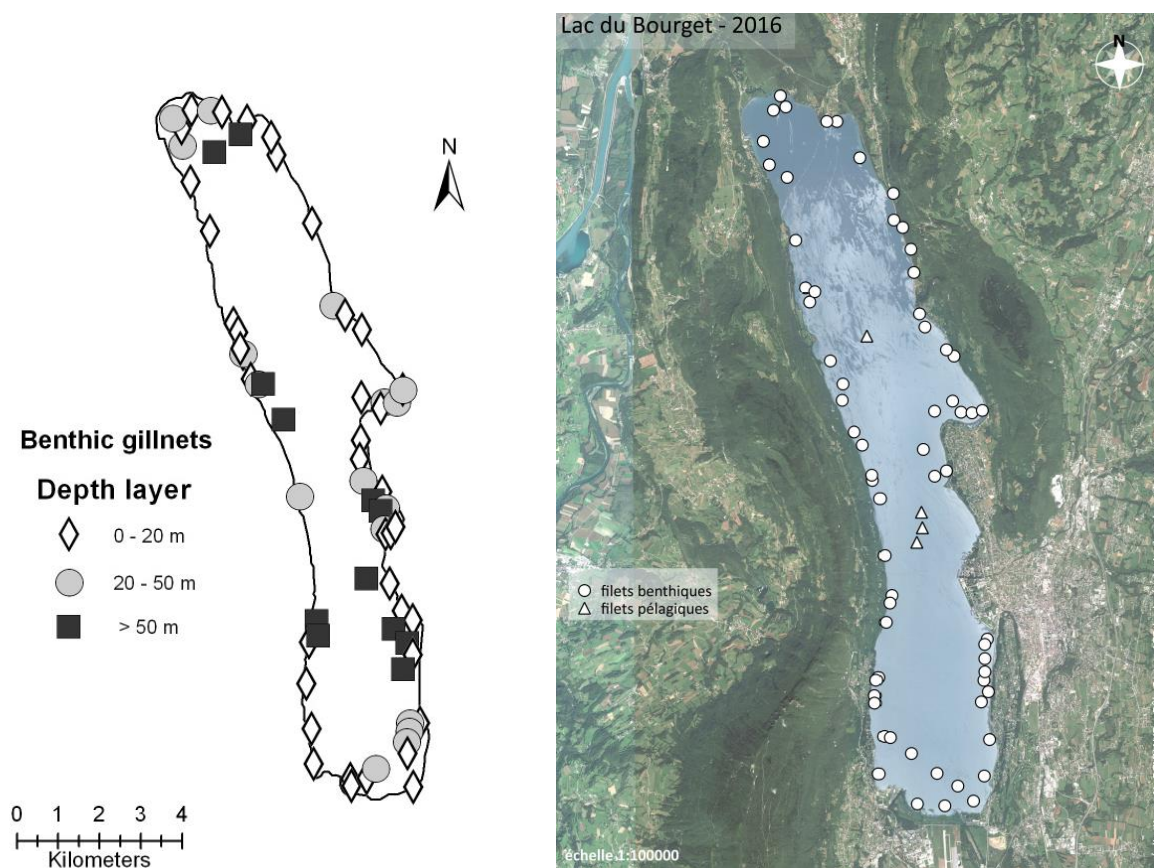 N
Benthic gillnets
Depth layer
0 - 20 m
20 - 50 m
> 50 m
0 1 2 3 4
Kilometers
Lac du Bourget - 2016
N
filets benthiques
filets pélagiques
échelle 1:100000